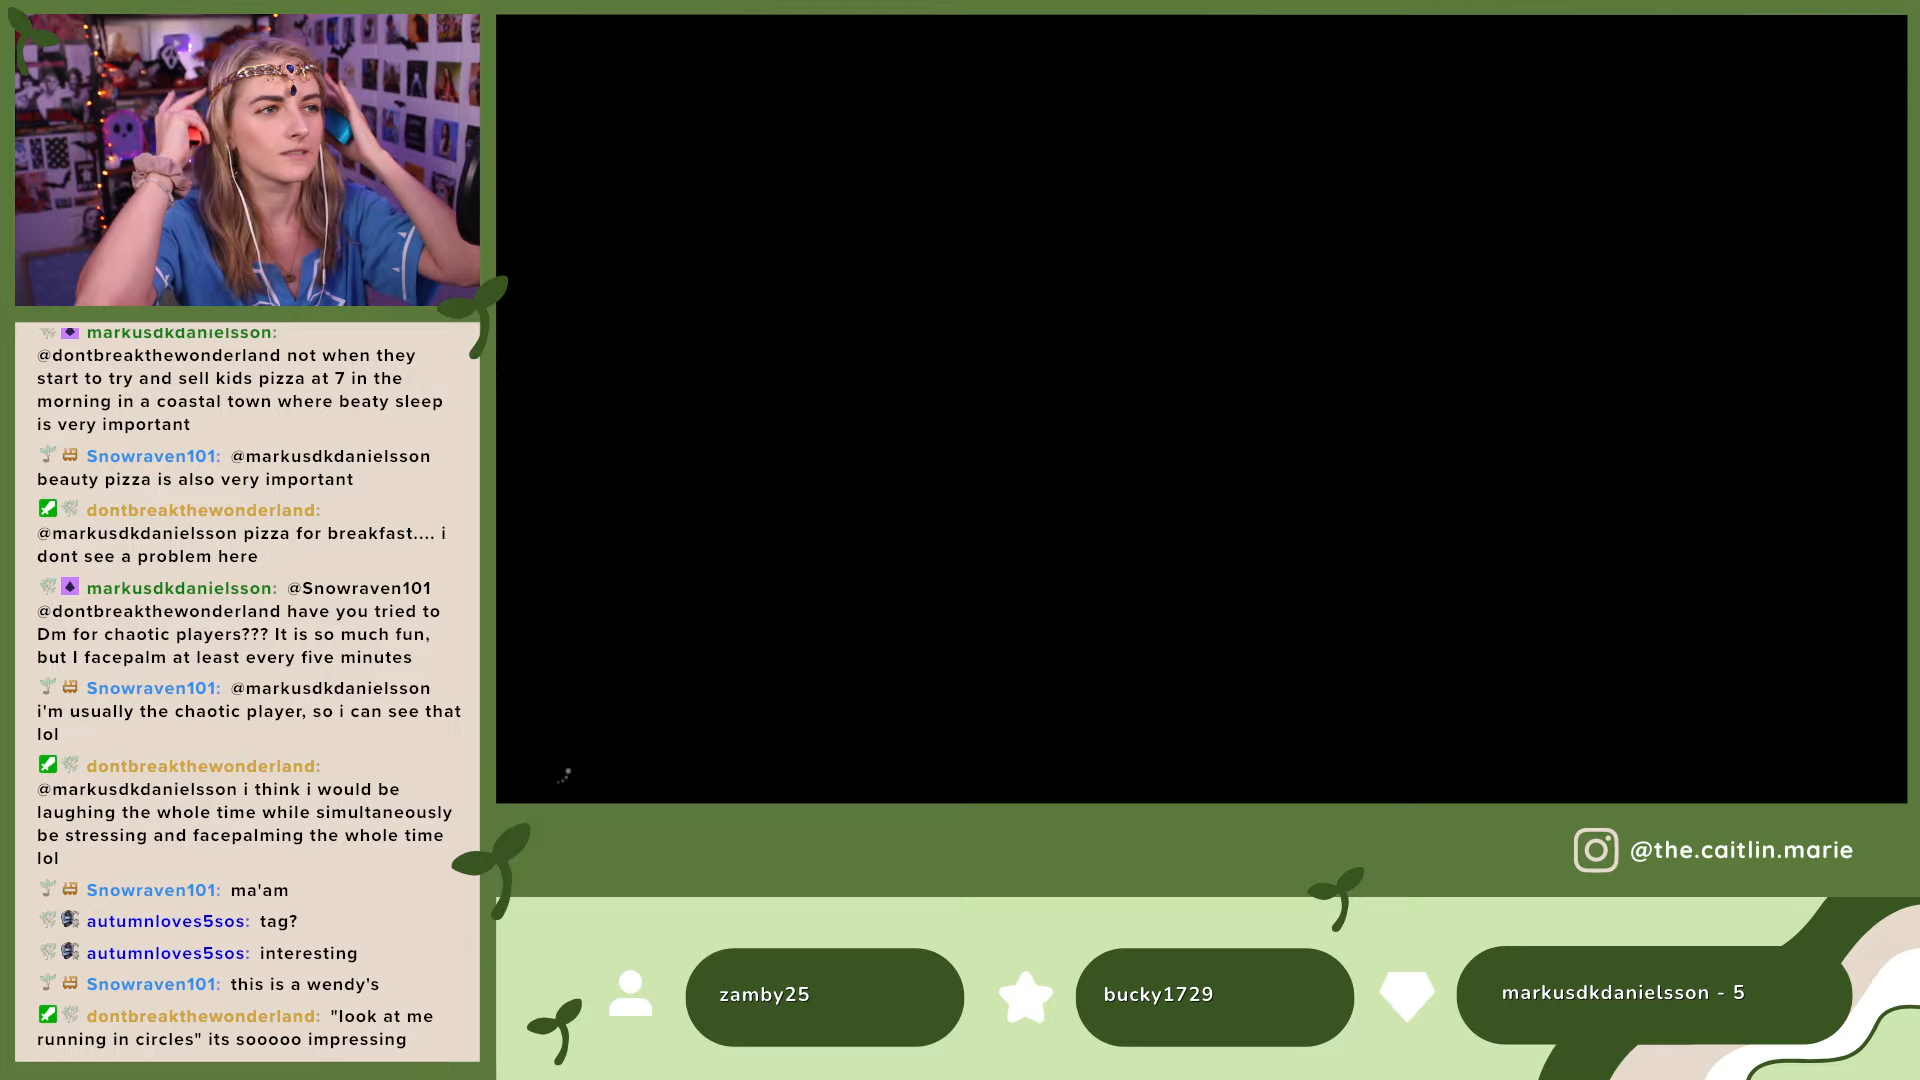 markusdkdanielsson:
@dontbreakthewonderland not when they
start to try and sell kids pizza at 7 in the
morning in a coastal town where beaty sleep
is very important
Snowraven101: @markusdkdanielsson
beauty pizza is also very important
dontbreakthewonderland:
@markusdkdanielsson pizza for breakfast.... i
dont see a problem here
markusdkdanielsson: @Snowraven101
@dontbreakthewonderland have you tried to
Dm for chaotic players??? It is so much fun,
but I facepalm at least every five minutes
Snowraven101: @markusdkdanielsson
i'm usually the chaotic player, so i can see that
lol
dontbreakthewonderland:
@markusdkdanielsson i think i would be
laughing the whole time while simultaneously
be stressing and facepalming the whole time
lol
Snowraven101: ma'am
autumnloves5sos: tag?
autumnloves5sos: interesting
Snowraven101: this is a wendy's
dontbreakthewonderland: "look at me
running in circles" its sooooo impressing
@the.caitlin.marie
zamby25
bucky1729
markusdkdanielsson - 5